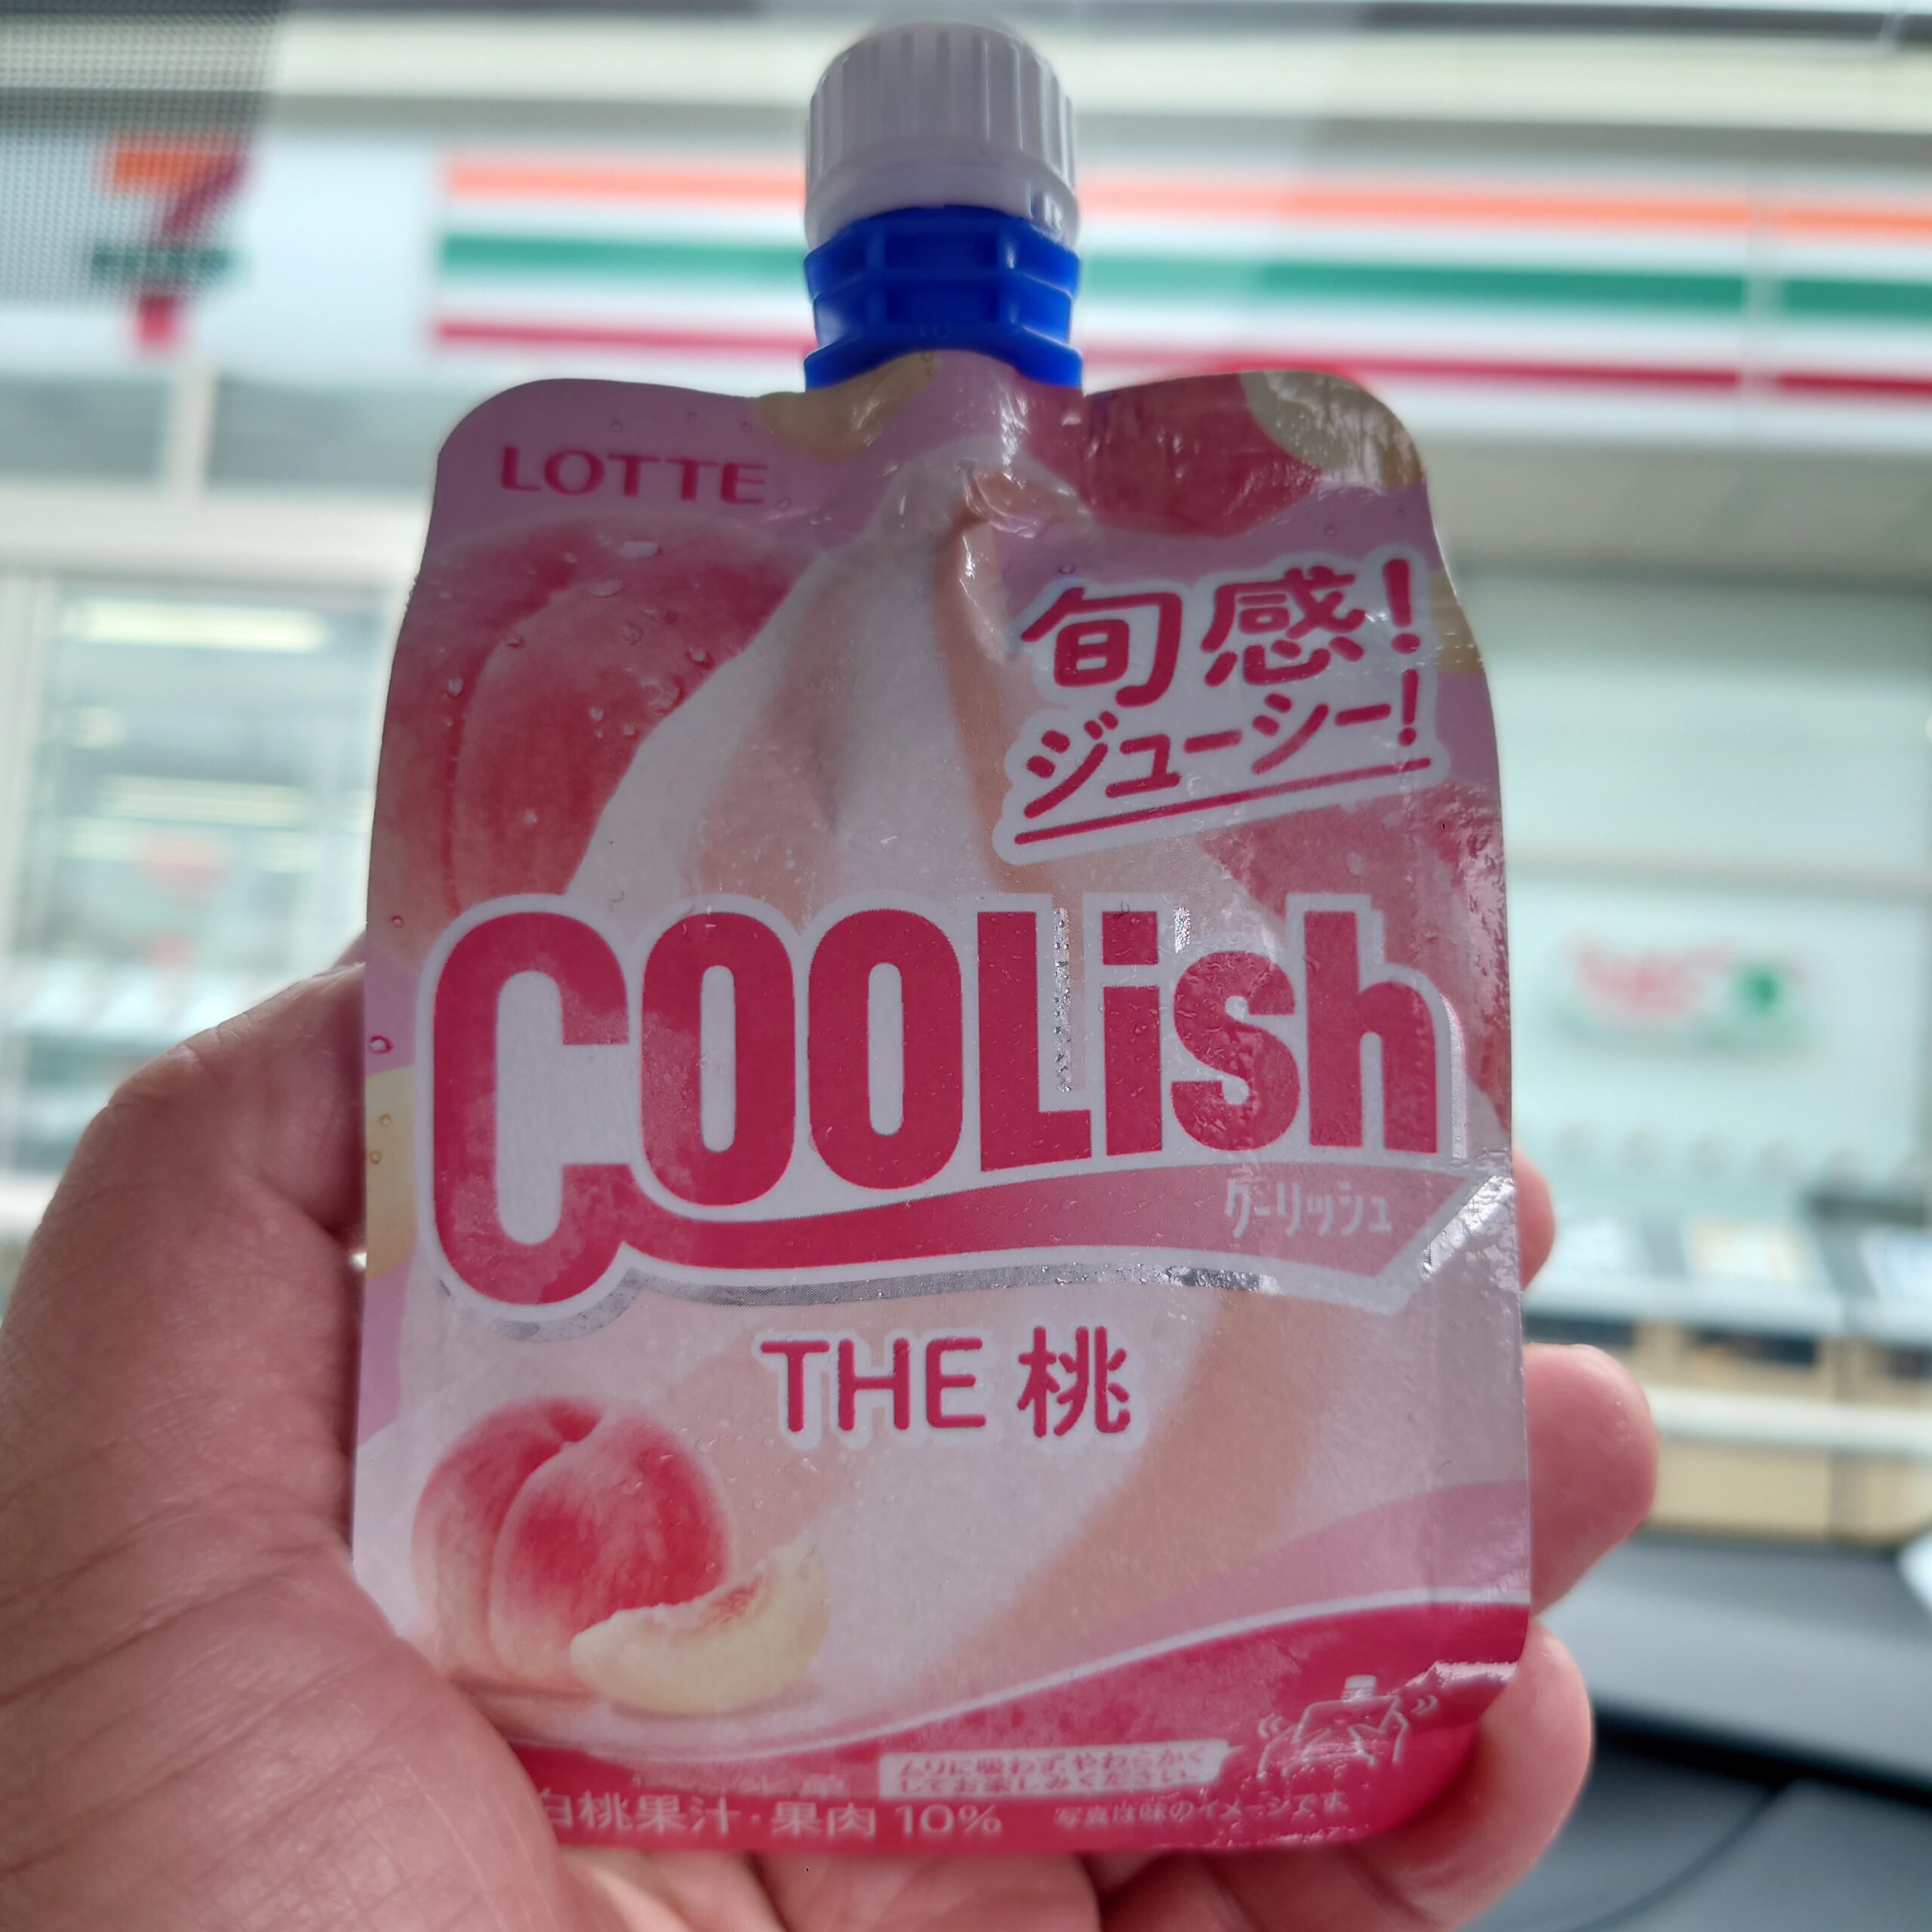 7
LOTTE
旬感!
ジューシー!
COOLish
クーリッシュ
THE 桃
ムリに吸わずやわらかく
してお楽しみください。
白桃果汁・果肉 10%
写真は味のイメージです